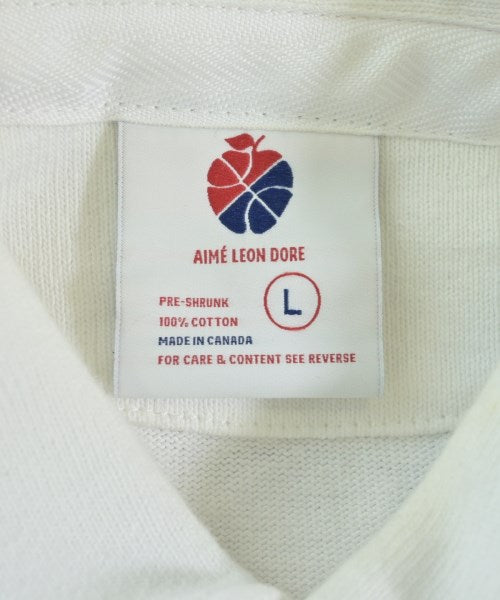 AIMÉ LEON DORE
L
PRE-SHRUNK
100% COTTON
MADE IN CANADA
FOR CARE & CONTENT SEE REVERSE